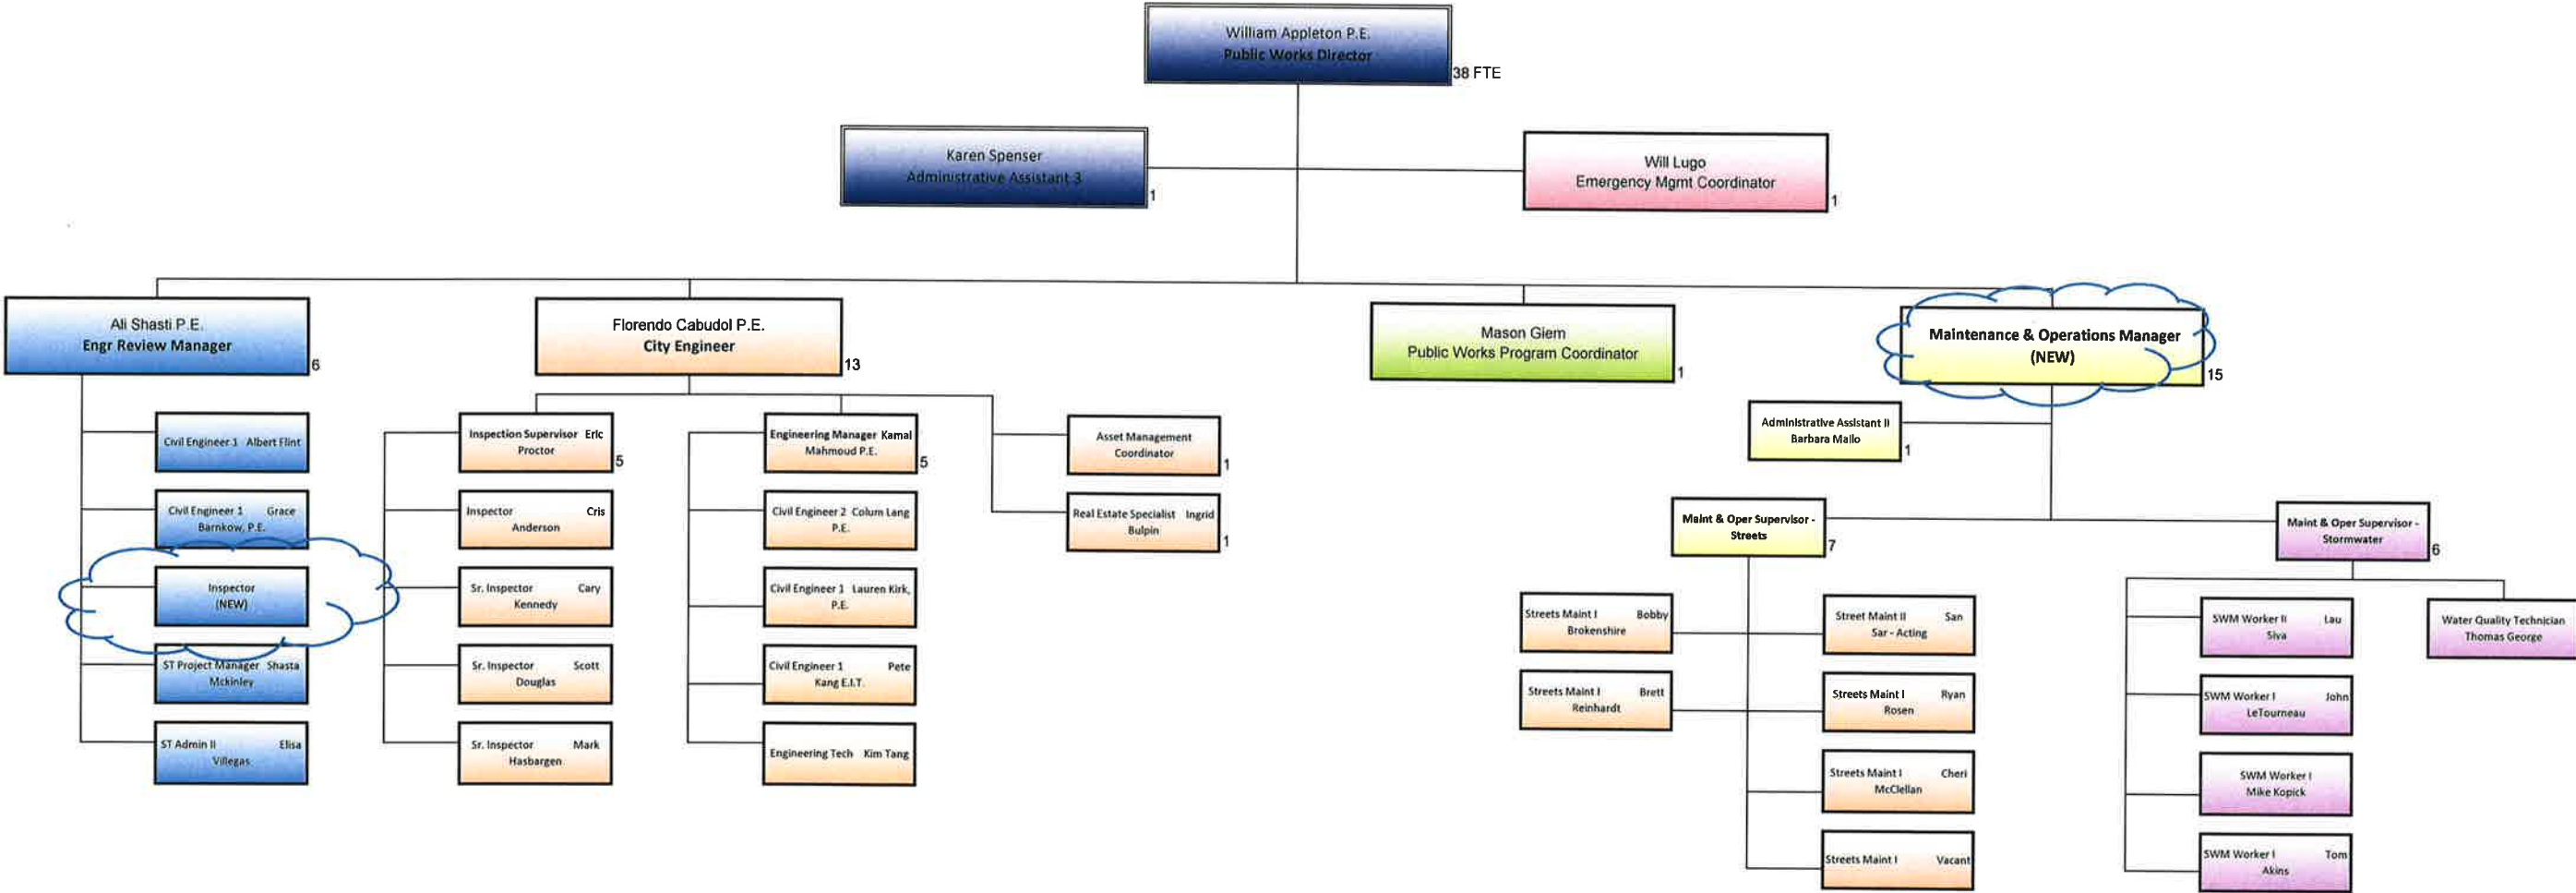 William Appleton P.E.
Public Works Director
38 FTE
Karen Spenser
Administrative Assistant 3
1
Will Lugo
Emergency Mgmt Coordinator
1
Ali Shasti P.E.
Engr Review Manager
6
Florendo Cabudol P.E.
City Engineer
13
Mason Giem
Public Works Program Coordinator
1
Maintenance & Operations Manager
(NEW)
15
Civil Engineer 1 Albert Flint
Civil Engineer 1 Grace
Barnkow, P.E.
Inspector
(NEW)
ST Project Manager Shasta
Mckinley
ST Admin II Elisa
Villegas
Inspection Supervisor Eric
Proctor
5
Inspector Cris
Anderson
Sr. Inspector Cary
Kennedy
Sr. Inspector Scott
Douglas
Sr. Inspector Mark
Hasbargen
Engineering Manager Kamal
Mahmoud P.E.
5
Civil Engineer 2 Colum Lang
P.E.
Civil Engineer 1 Lauren Kirk,
P.E.
Civil Engineer 1 Pete
Kang E.I.T.
Engineering Tech Kim Tang
Asset Management
Coordinator
1
Real Estate Specialist Ingrid
Bulpin
1
Administrative Assistant II
Barbara Mailo
1
Maint & Oper Supervisor -
Streets
7
Streets Maint I Bobby
Brokenshire
Streets Maint I Brett
Reinhardt
Street Maint II San
Sar - Acting
Streets Maint I Ryan
Rosen
Streets Maint I Cheri
McClellan
Streets Maint I Vacant
Maint & Oper Supervisor -
Stormwater
6
SWM Worker II Lau
Siva
SWM Worker I John
LeTourneau
SWM Worker I
Mike Kopick
SWM Worker I Tom
Akins
Water Quality Technician
Thomas George